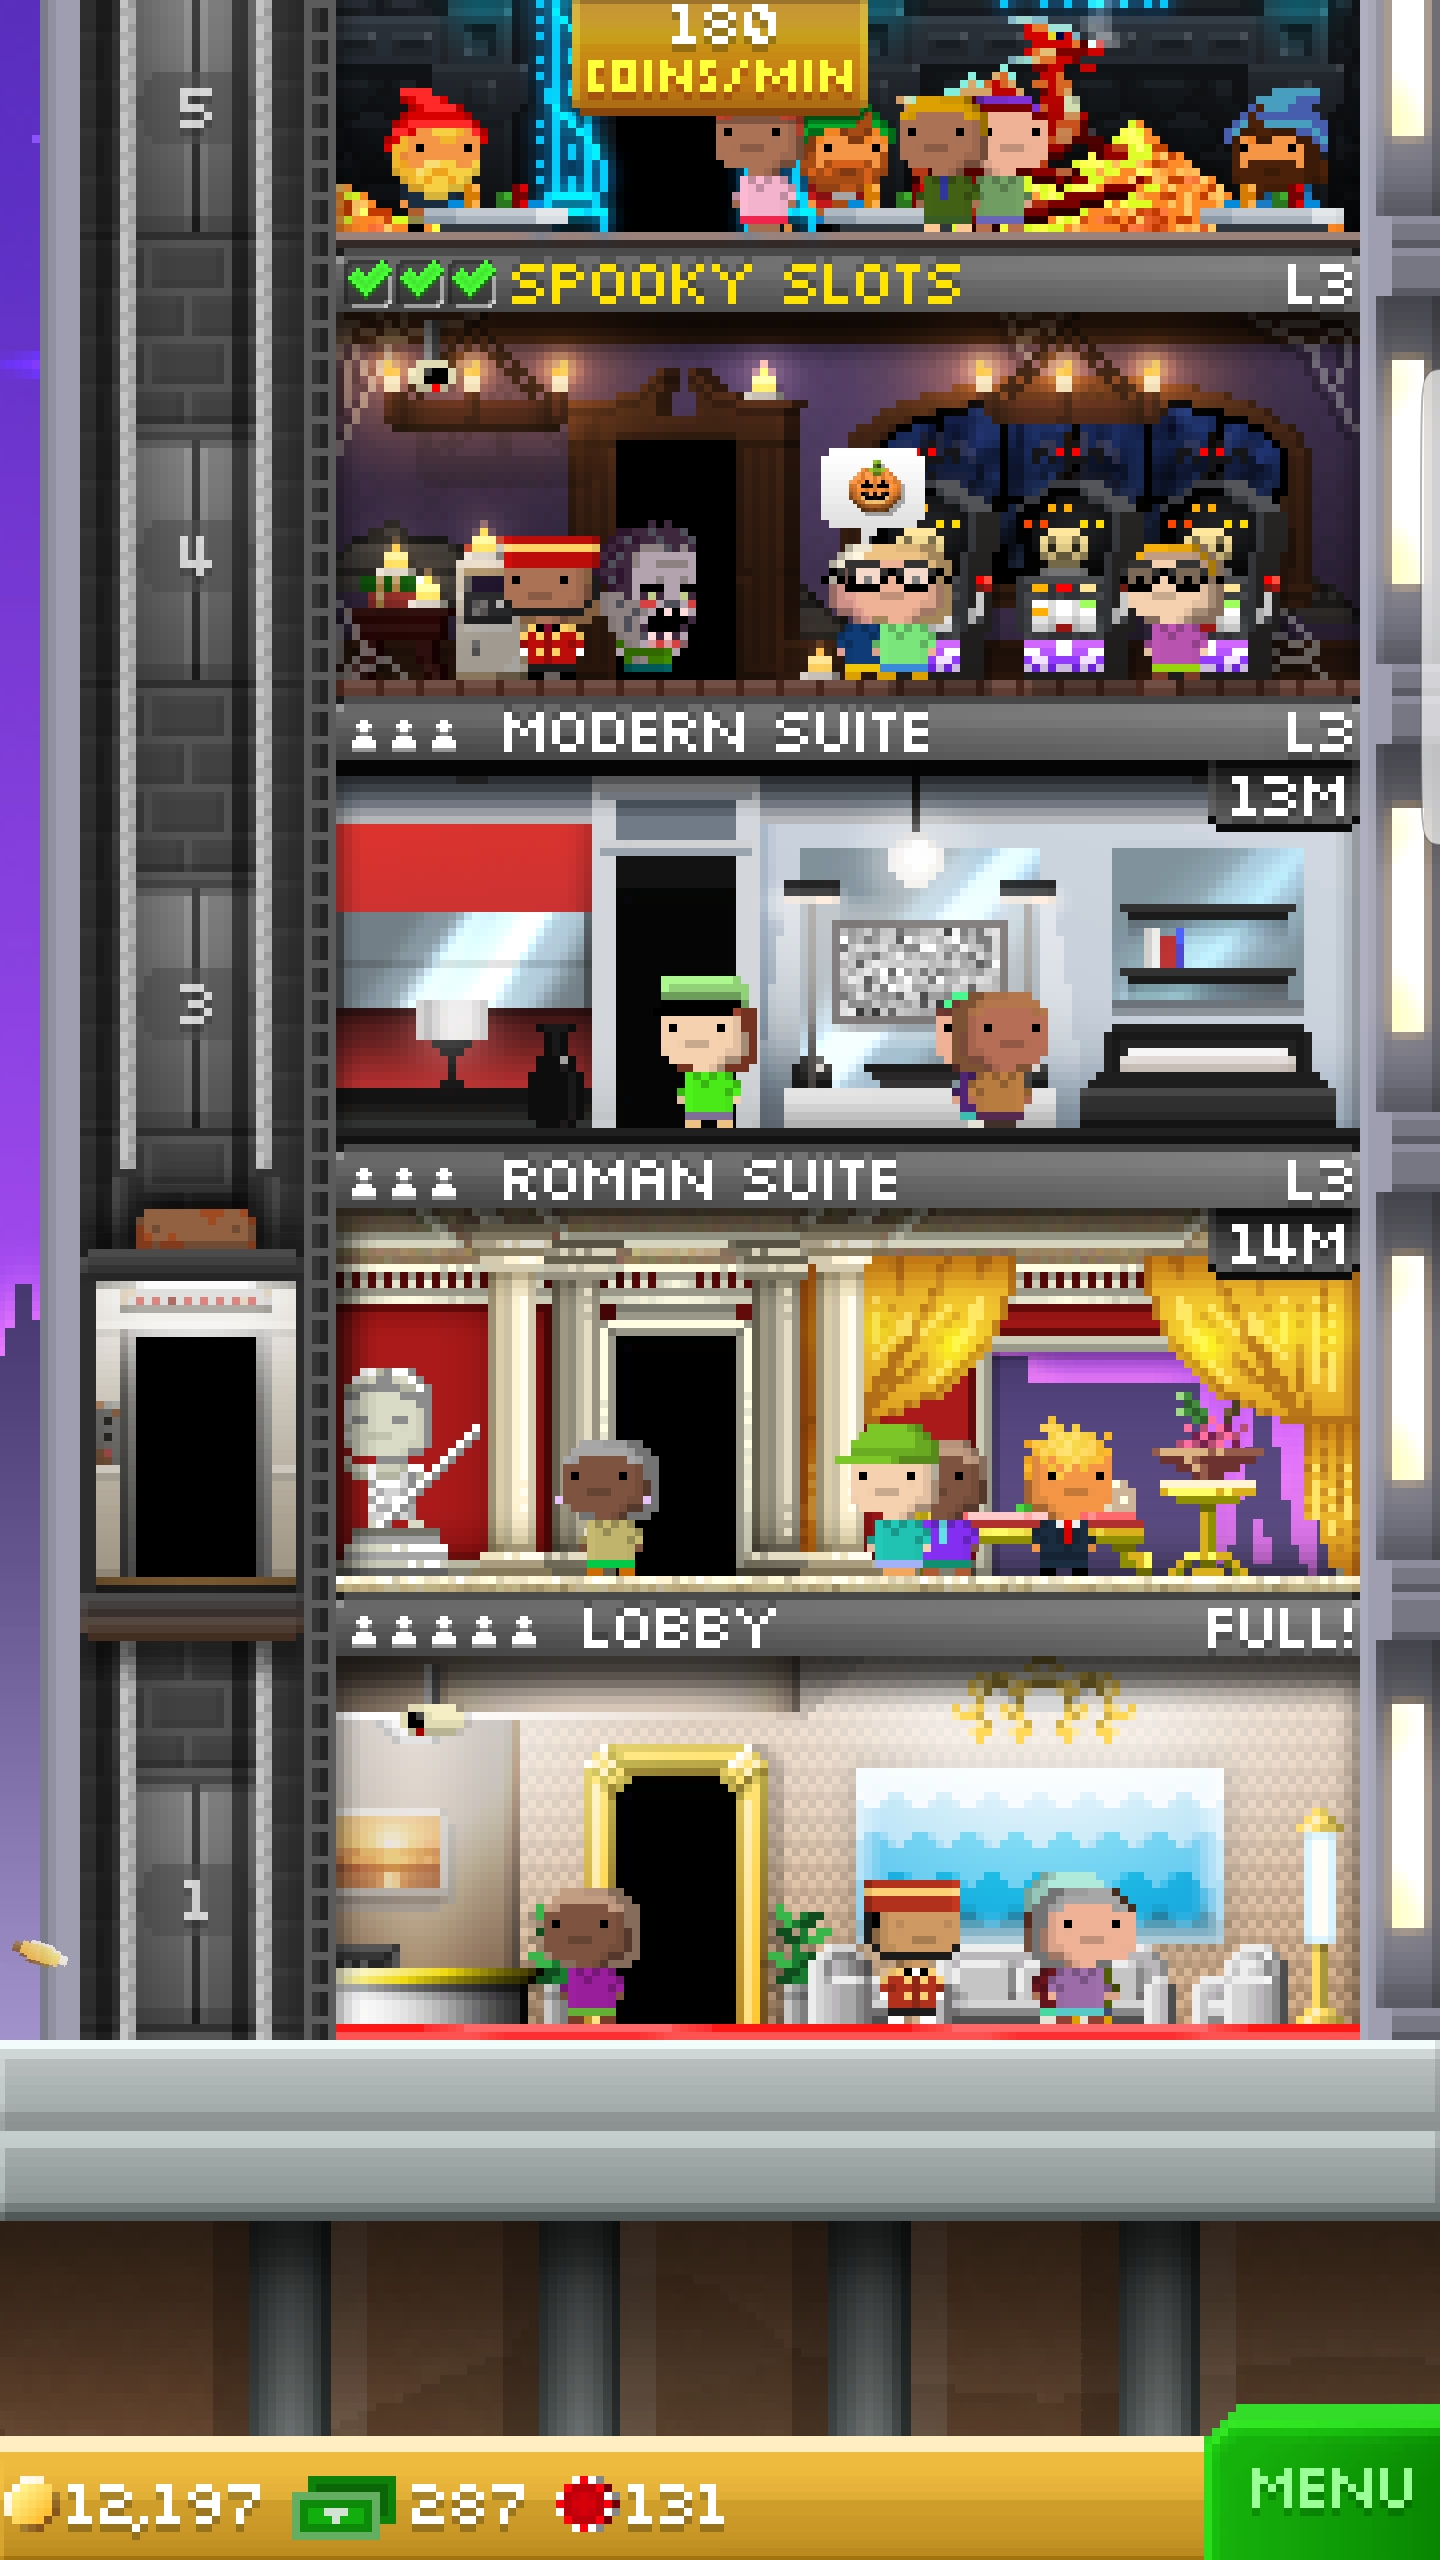 180
COINS/MIN
5
SPOOKY SLOTS L3
4
MODERN SUITE L3
13M
3
ROMAN SUITE L3
14M
LOBBY FULL!
1
12,197 287 131
MENU